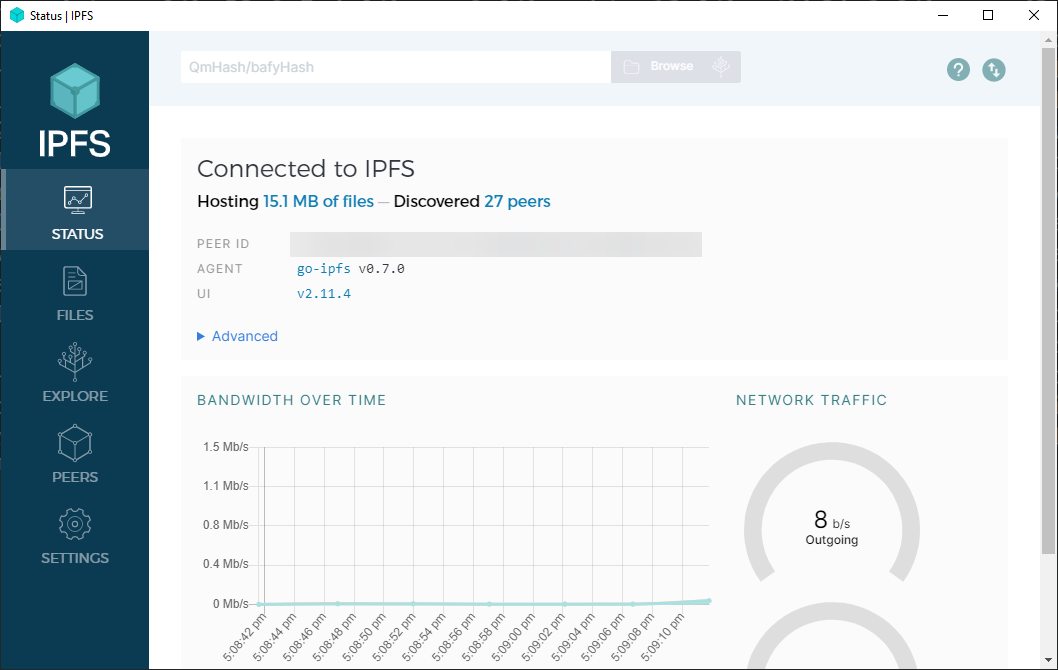 Status | IPFS
IPFS
STATUS
FILES
EXPLORE
PEERS
SETTINGS
QmHash/bafyHash
Browse
?
Connected to IPFS
Hosting 15.1 MB of files — Discovered 27 peers
PEER ID
AGENT go-ipfs v0.7.0
UI v2.11.4
Advanced
BANDWIDTH OVER TIME
1.5 Mb/s
1.1 Mb/s
0.8 Mb/s
0.4 Mb/s
0 Mb/s
5:08:42 pm
5:08:44 pm
5:08:46 pm
5:08:48 pm
5:08:50 pm
5:08:52 pm
5:08:54 pm
5:08:56 pm
5:08:58 pm
5:09:00 pm
5:09:02 pm
5:09:04 pm
5:09:06 pm
5:09:08 pm
5:09:10 pm
NETWORK TRAFFIC
8 b/s
Outgoing